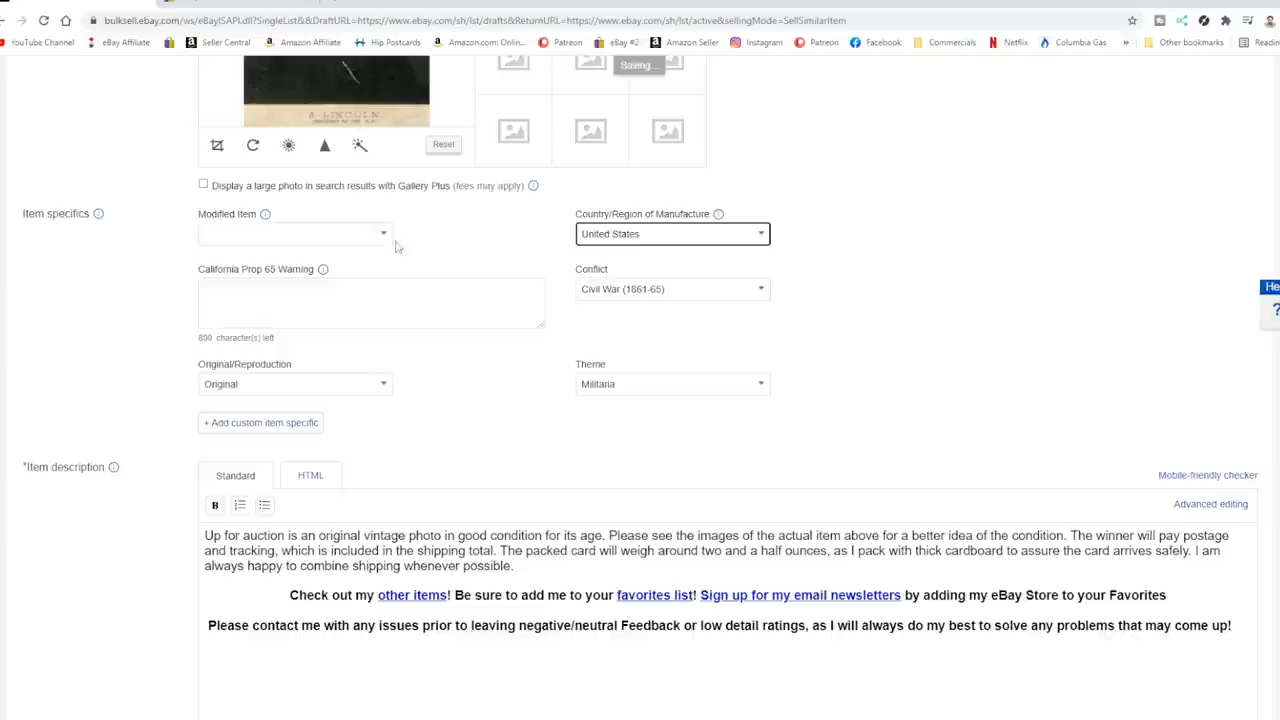 bulksell.ebay.com/ws/eBayISAPI.dll?SingleList&&DraftURL=https://www.ebay.com/sh/lst/drafts&ReturnURL=https://www.ebay.com/sh/lst/active&sellingMode=SellSimilarItem
YouTube Channel eBay Affiliate Seller Central Amazon Affiliate Hip Postcards Amazon.com: Onlin... Patreon eBay #2 Amazon Seller Instagram Patreon Facebook Commercials Netflix Columbia Gas » Other bookmarks Readin
Saving...
A LINCOLN
Reset
Display a large photo in search results with Gallery Plus (fees may apply)
Item specifics
Modified Item
Country/Region of Manufacture
United States
California Prop 65 Warning
Conflict
Civil War (1861-65)
800 character(s) left
Original/Reproduction
Theme
Original
Militaria
+ Add custom item specific
*Item description
Standard HTML
Mobile-friendly checker
B
Advanced editing
Up for auction is an original vintage photo in good condition for its age. Please see the images of the actual item above for a better idea of the condition. The winner will pay postage
and tracking, which is included in the shipping total. The packed card will weigh around two and a half ounces, as I pack with thick cardboard to assure the card arrives safely. I am
always happy to combine shipping whenever possible.
Check out my other items! Be sure to add me to your favorites list! Sign up for my email newsletters by adding my eBay Store to your Favorites
Please contact me with any issues prior to leaving negative/neutral Feedback or low detail ratings, as I will always do my best to solve any problems that may come up!
He
?